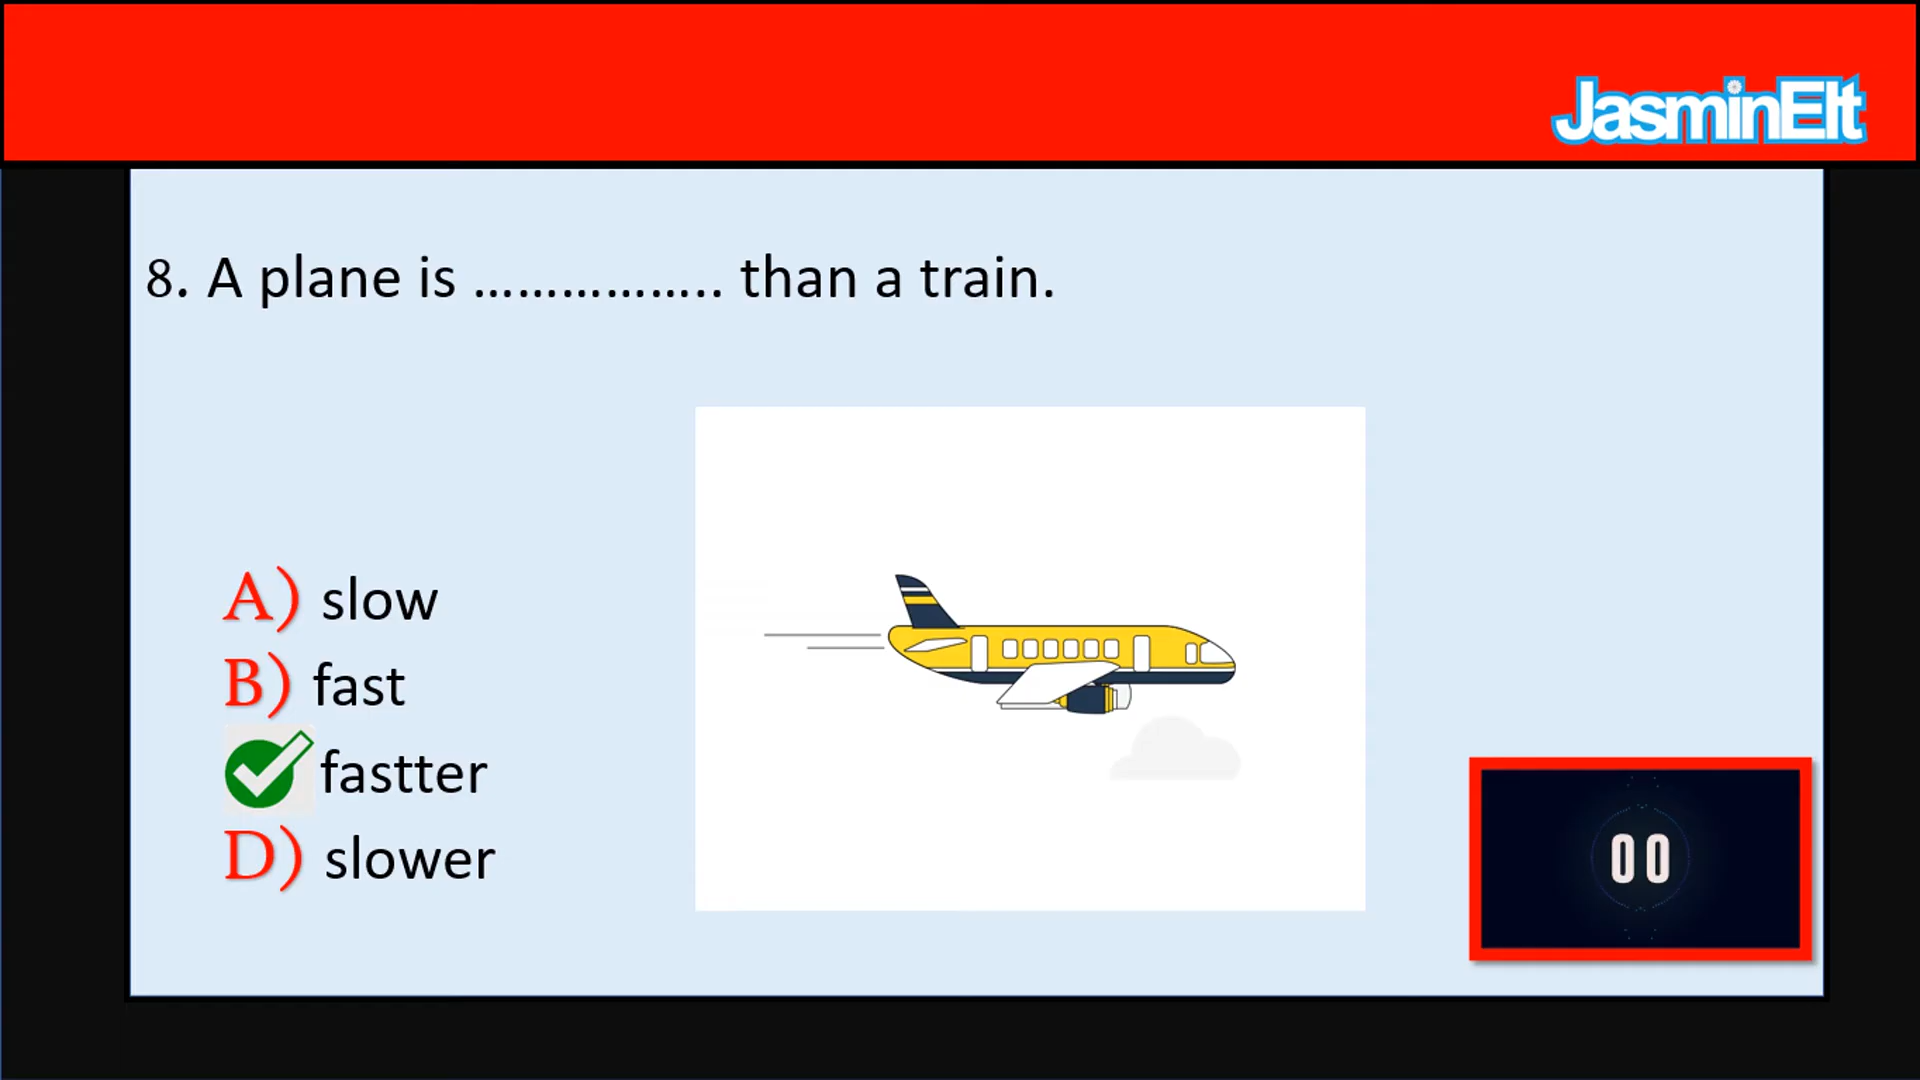 JasminElt
8. A plane is …………….. than a train.
A) slow
B) fast
fastter
D) slower
00